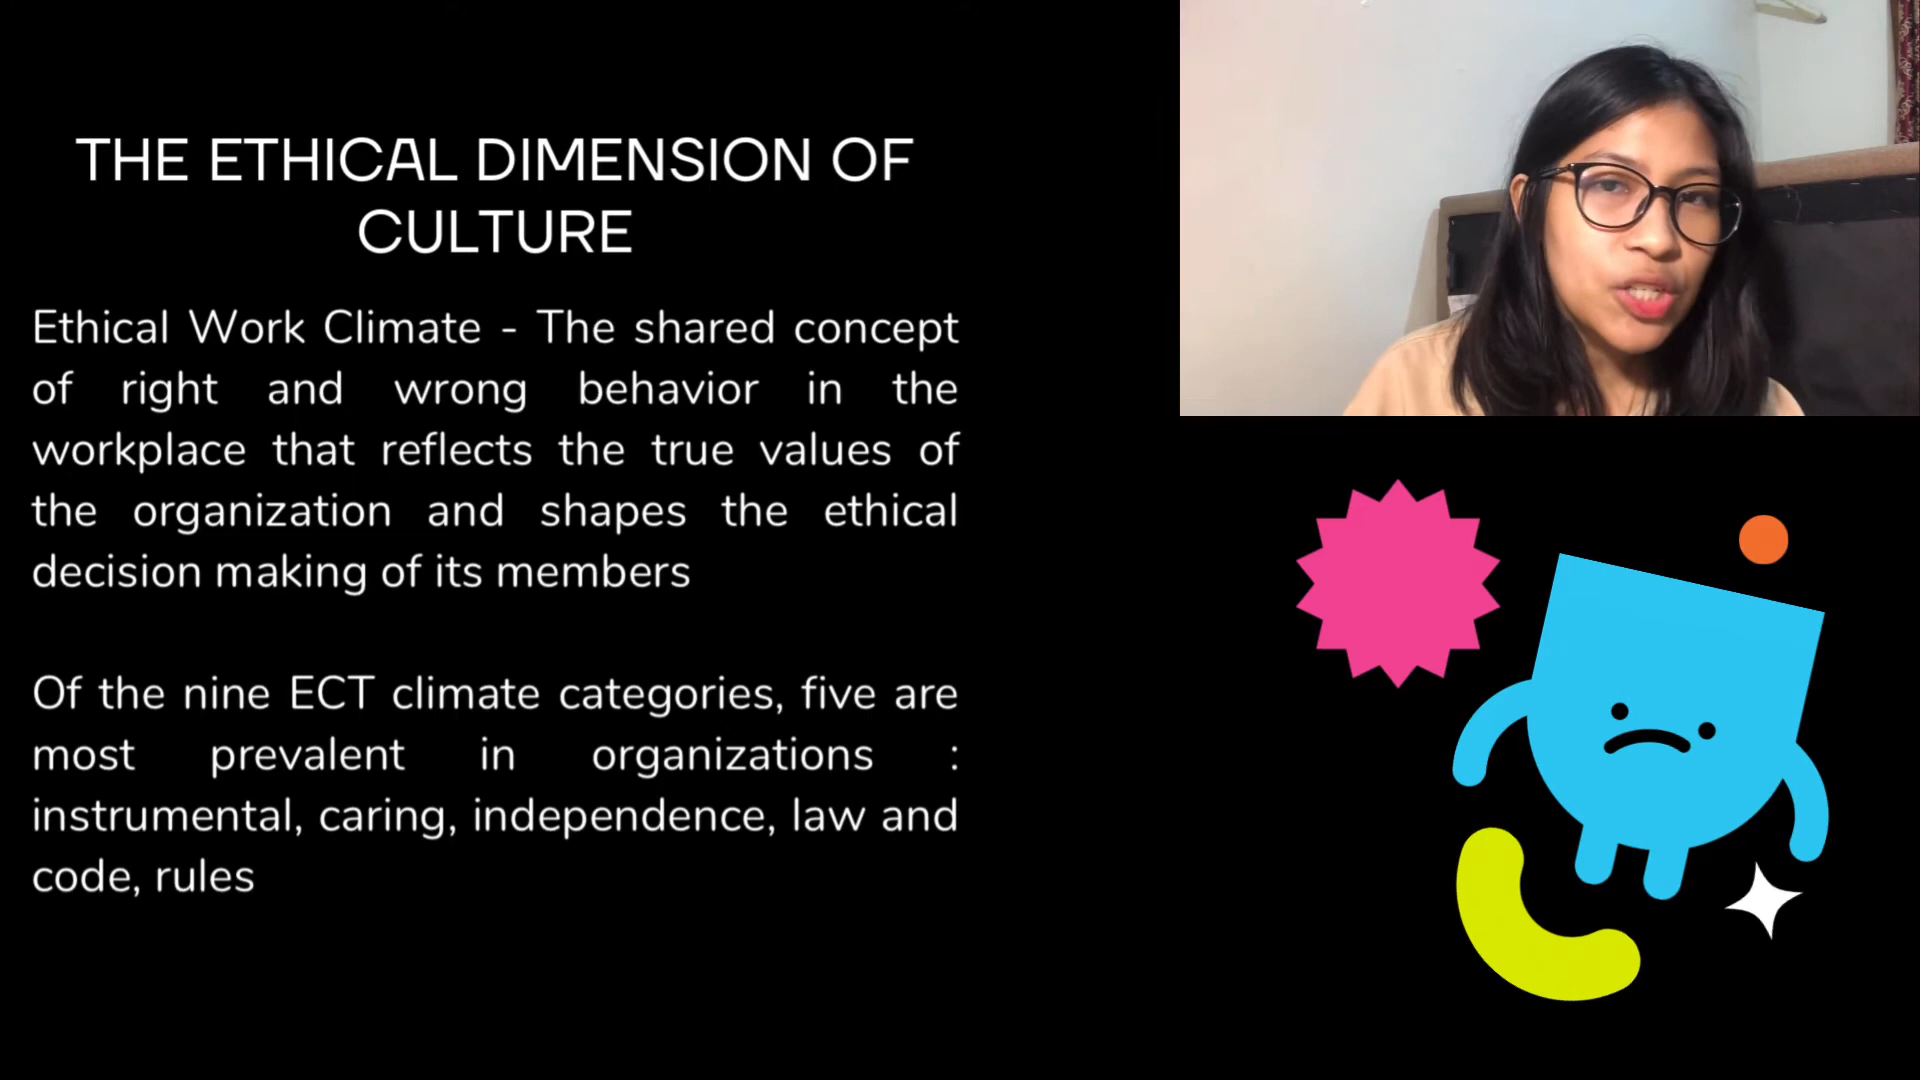 THE ETHICAL DIMENSION OF
CULTURE
Ethical Work Climate - The shared concept
of right and wrong behavior in the
workplace that reflects the true values of
the organization and shapes the ethical
decision making of its members
Of the nine ECT climate categories, five are
most prevalent in organizations :
instrumental, caring, independence, law and
code, rules